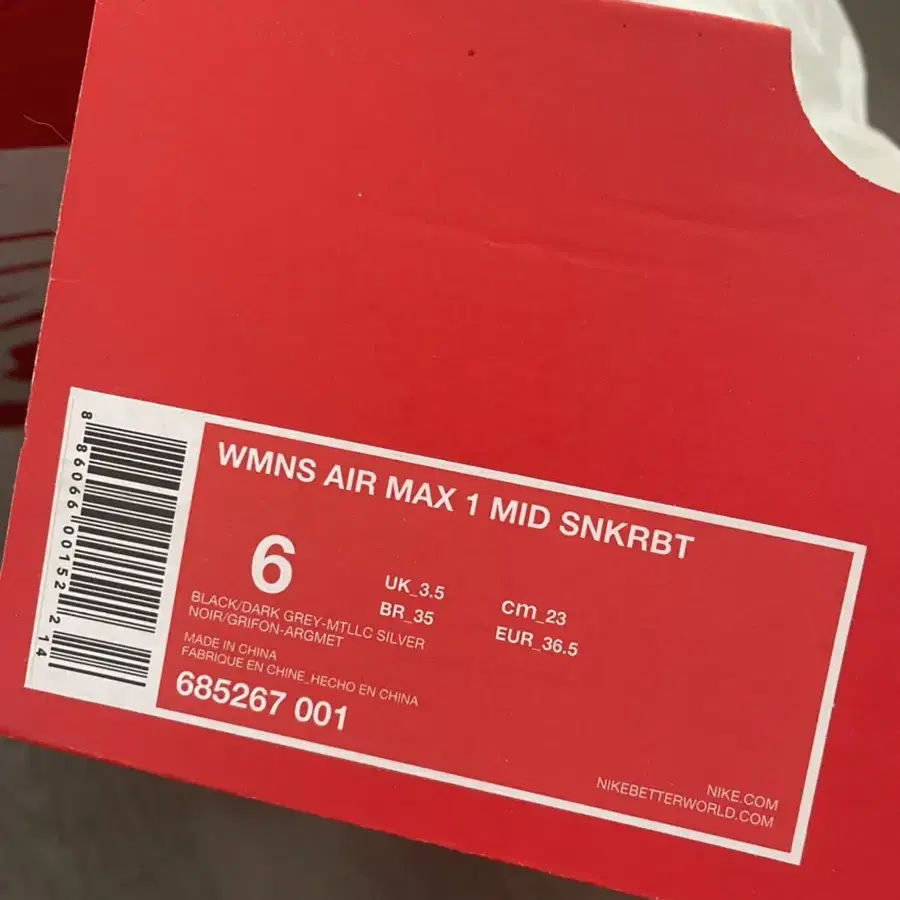 WMNS AIR MAX 1 MID SNKRBT
6
UK_3.5
BR_35
cm_23
EUR_36.5
BLACK/DARK GREY-MTLLC SILVER
NOIR/GRIFON-ARGMET
MADE IN CHINA
FABRIQUE EN CHINE_HECHO EN CHINA
685267 001
NIKE.COM
NIKEBETTERWORLD.COM
8 86066 00152 2 14